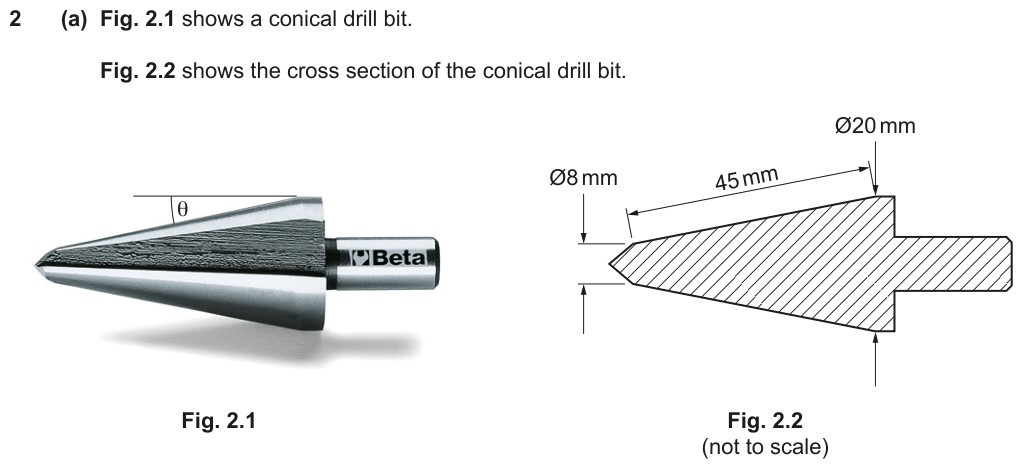 2 (a) Fig. 2.1 shows a conical drill bit.
Fig. 2.2 shows the cross section of the conical drill bit.
Ø20 mm
Ø8 mm
45 mm
θ
Beta
Fig. 2.1
Fig. 2.2
(not to scale)